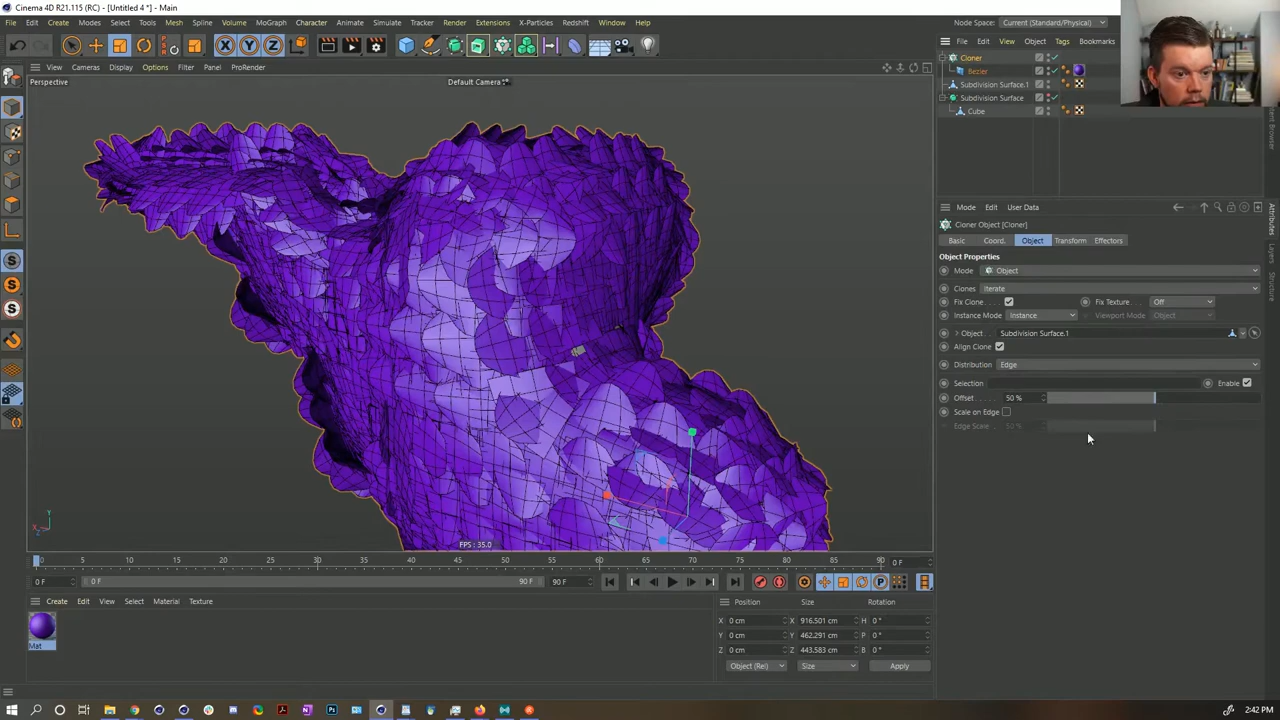 Cinema 4D R21.115 (RC) - [Untitled 4 *] - Main
File Edit Create Modes Select Tools Mesh Spline Volume MoGraph Character Animate Simulate Tracker Render Extensions X-Particles Redshift Window Help
Node Space: Current (Standard/Physical)
File Edit View Object Tags Bookmarks
View Cameras Display Options Filter Panel ProRender
Perspective
Default Camera
Cloner
Bezier
Subdivision Surface.1
Subdivision Surface
Cube
Mode Edit User Data
Cloner Object [Cloner]
Basic Coord. Object Transform Effectors
Object Properties
Mode Object
Clones Iterate
Fix Clone Fix Texture Off
Instance Mode Instance Viewport Mode Object
Object Subdivision Surface.1
Align Clone
Distribution Edge
Selection Enable
Offset 50 %
Scale on Edge
Edge Scale 50 %
Attributes
Layers
Structure
Y
X
FPS : 35.0
0 5 10 15 20 25 30 35 40 45 50 55 60 65 70 75 80 85 90 0 F
0 F 0 F 90 F 90 F
Create Edit View Select Material Texture
Position Size Rotation
X 0 cm X 916.501 cm H 0 °
Y 0 cm Y 462.291 cm P 0 °
Z 0 cm Z 443.583 cm B 0 °
Object (Rel) Size Apply
Mat
2:42 PM